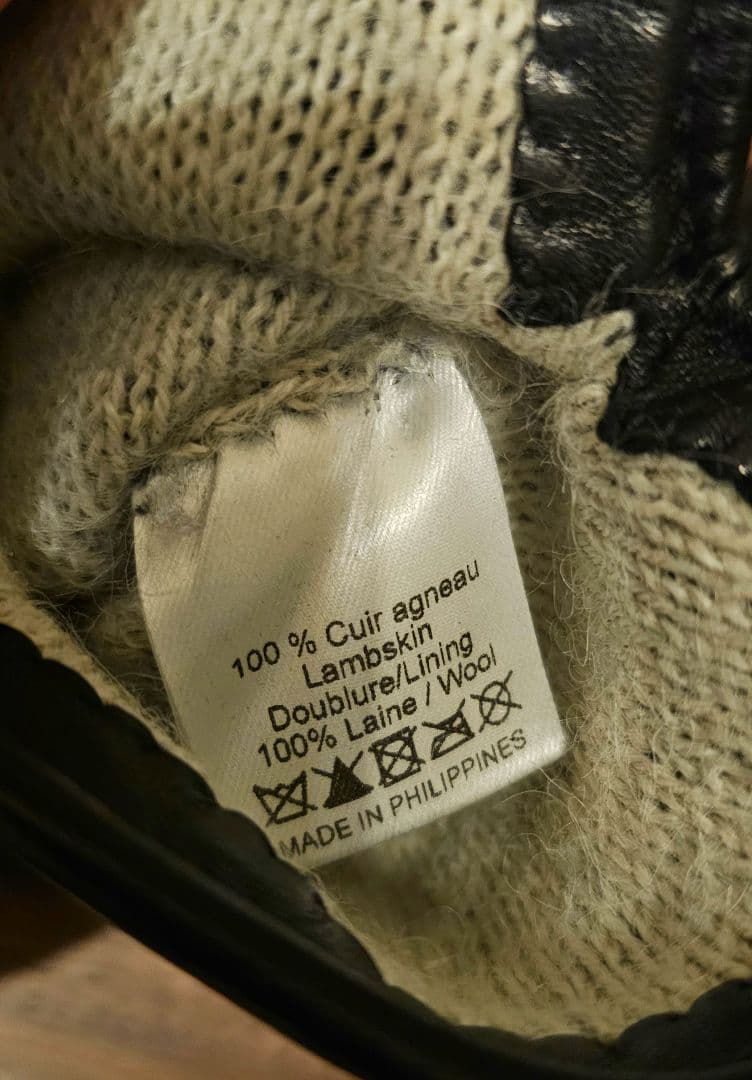 100 % Cuir agneau
Lambskin
Doublure/Lining
100% Laine / Wool
MADE IN PHILIPPINES